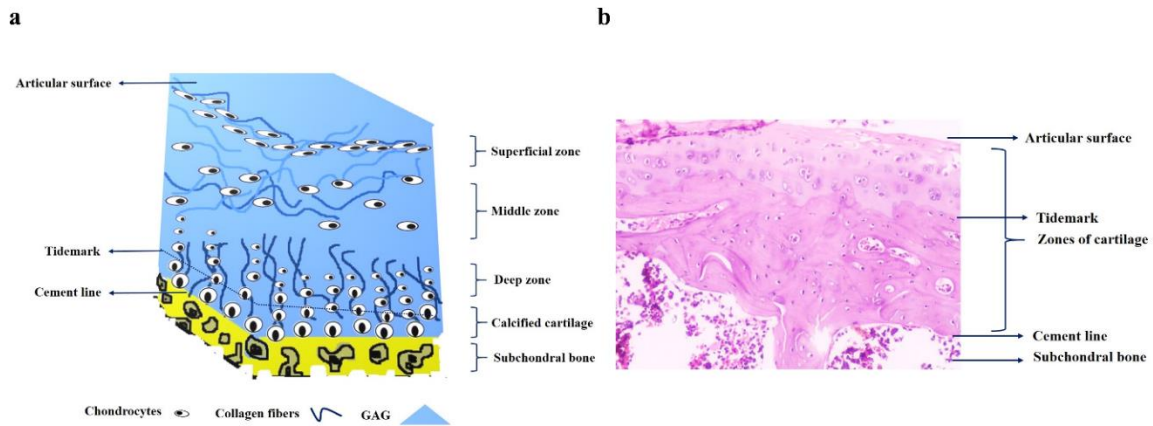 a
Articular surface
Superficial zone
Middle zone
Tidemark
Deep zone
Cement line
Calcified cartilage
Subchondral bone
Chondrocytes
Collagen fibers
GAG
b
Articular surface
Tidemark
Zones of cartilage
Cement line
Subchondral bone